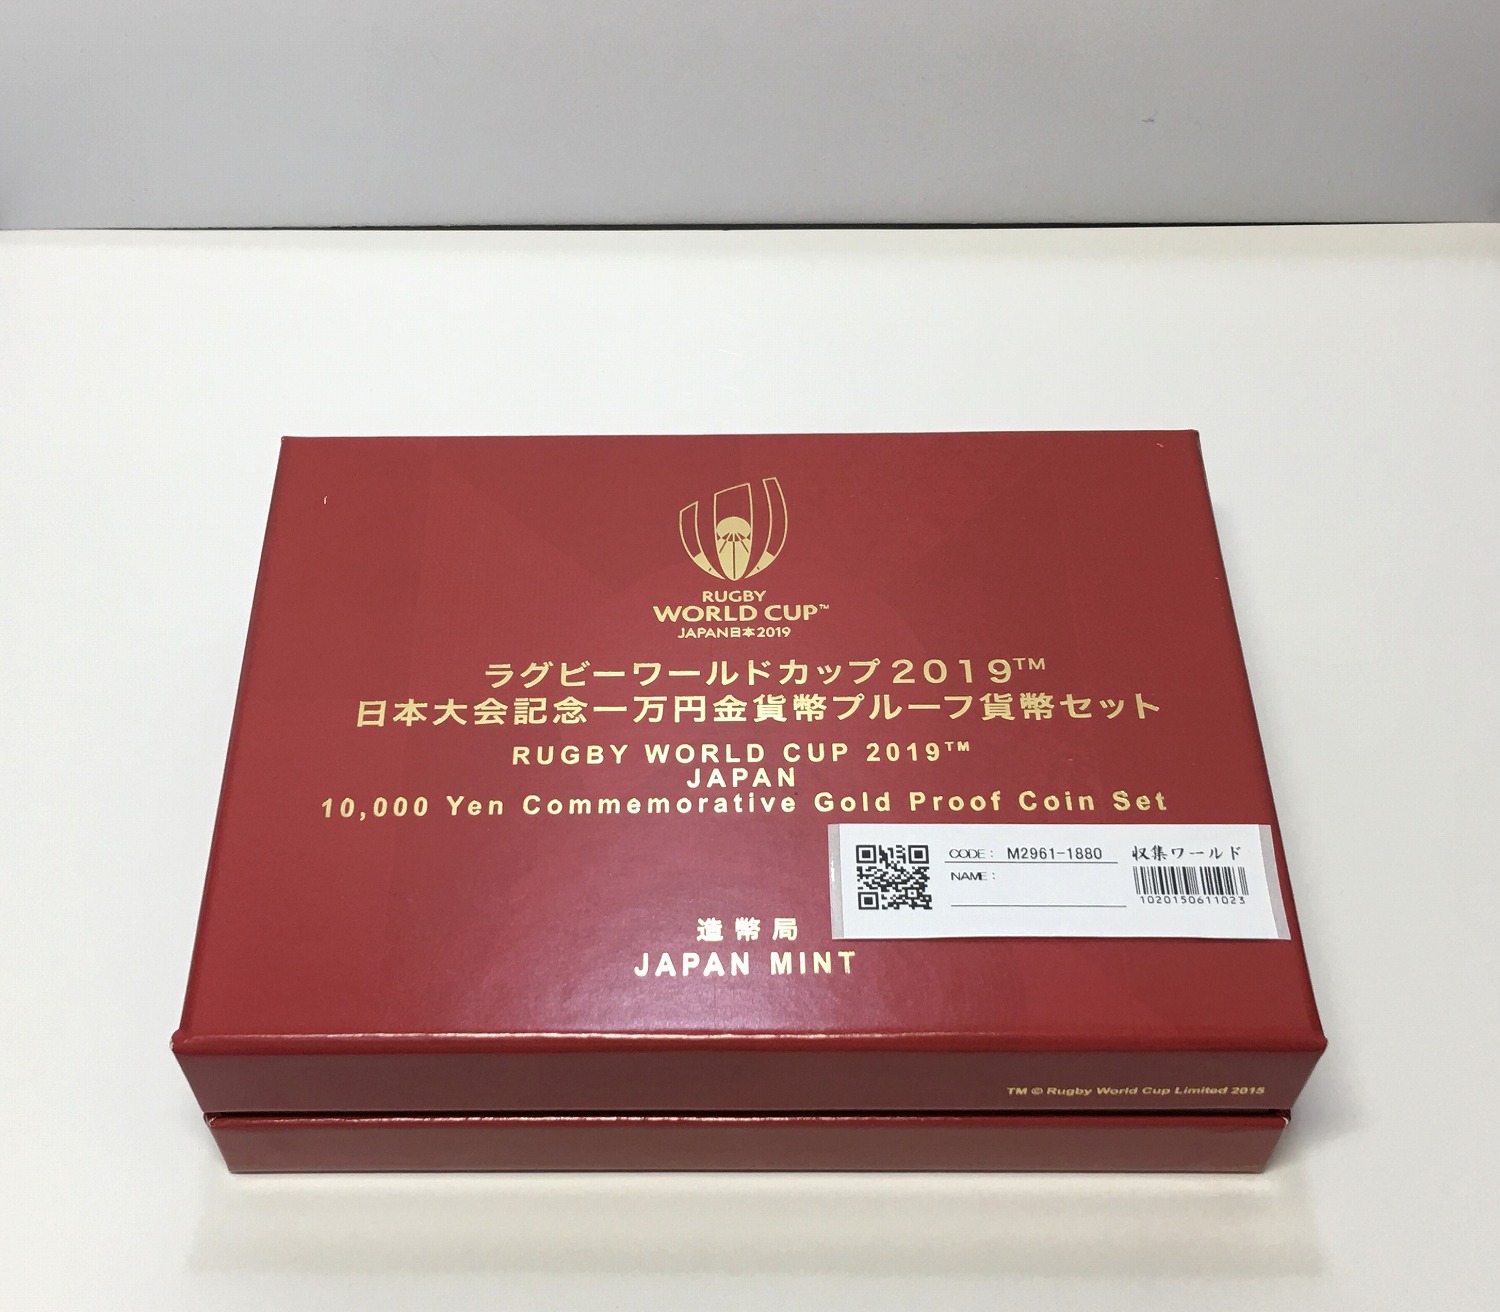 RUGBY
WORLD CUP™
JAPAN日本2019
ラグビーワールドカップ2019™
日本大会記念一万円金貨幣プルーフ貨幣セット
RUGBY WORLD CUP 2019™
JAPAN
10,000 Yen Commemorative Gold Proof Coin Set
CODE: M2961-1880 収集ワールド
NAME:
1020150611023
造幣局
JAPAN MINT
TM © Rugby World Cup Limited 2015